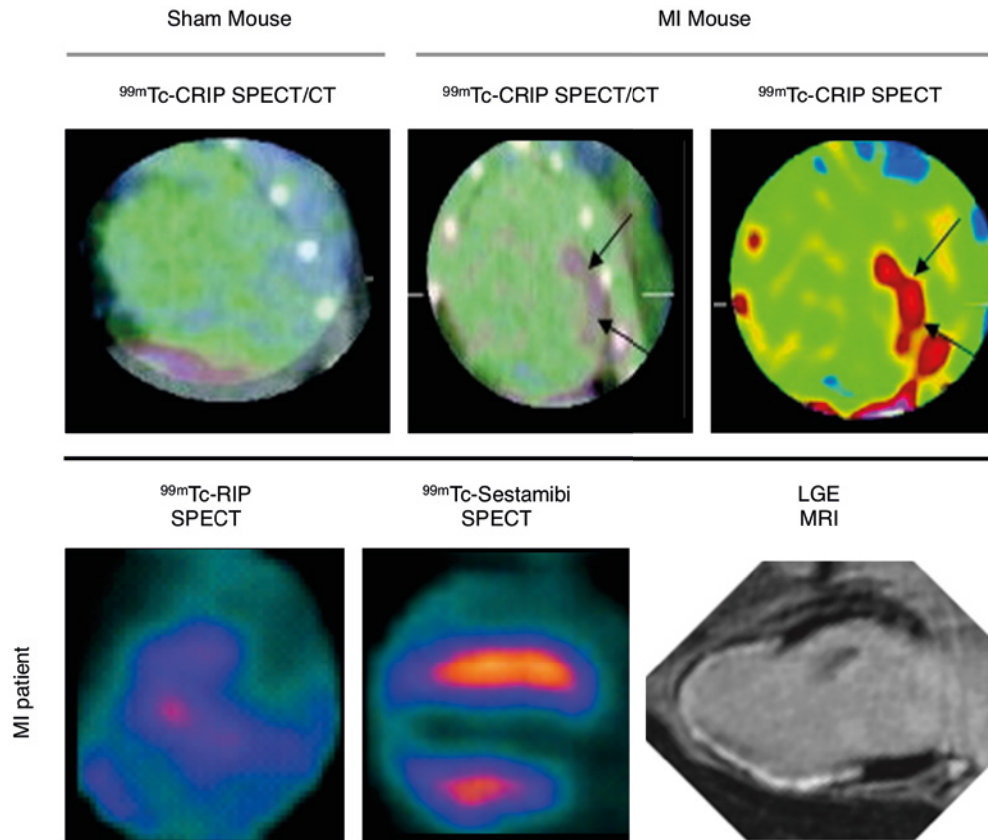 Sham Mouse
MI Mouse
⁹⁹ᵐTc-CRIP SPECT/CT
⁹⁹ᵐTc-CRIP SPECT/CT
⁹⁹ᵐTc-CRIP SPECT
⁹⁹ᵐTc-RIP
SPECT
⁹⁹ᵐTc-Sestamibi
SPECT
LGE
MRI
MI patient